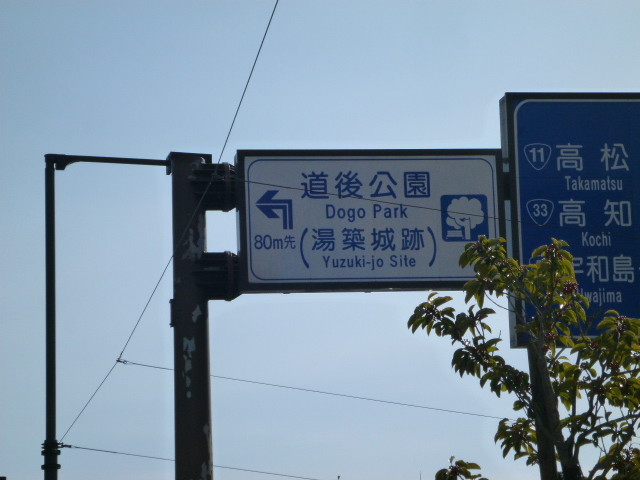 道後公園
Dogo Park
80m先
(湯築城跡)
Yuzuki-jo Site
11 高松
Takamatsu
33 高知
Kochi
宇和島
wajima